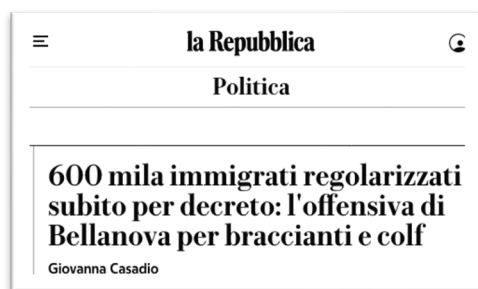 la Repubblica
Politica
600 mila immigrati regolarizzati
subito per decreto: l'offensiva di
Bellanova per braccianti e colf
Giovanna Casadio